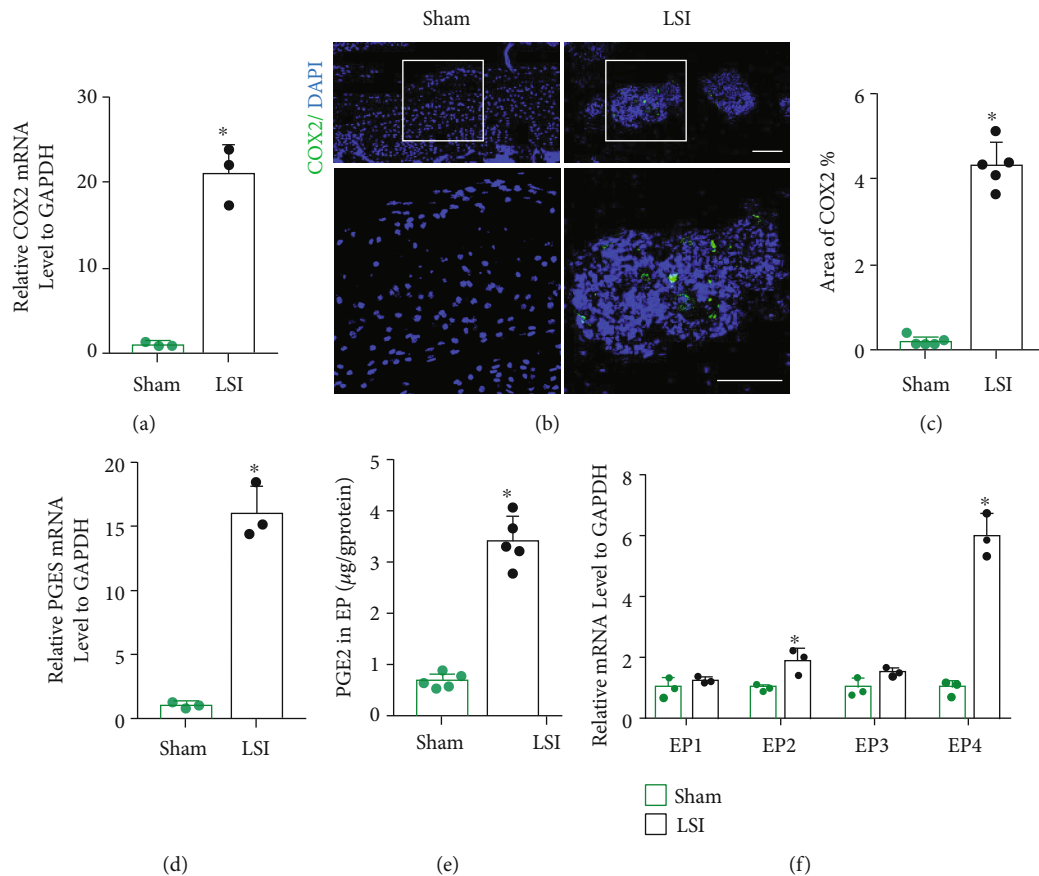 Relative COX2 mRNA
Level to GAPDH
30
20
10
0
*
Sham
LSI
(a)
Sham
LSI
COX2/ DAPI
(b)
Area of COX2 %
6
4
2
0
*
Sham
LSI
(c)
Relative PGES mRNA
Level to GAPDH
20
15
10
5
0
*
Sham
LSI
(d)
PGE2 in EP (μg/gprotein)
5
4
3
2
1
0
*
Sham
LSI
(e)
Relative mRNA Level to GAPDH
8
6
4
2
0
*
*
EP1
EP2
EP3
EP4
Sham
LSI
(f)